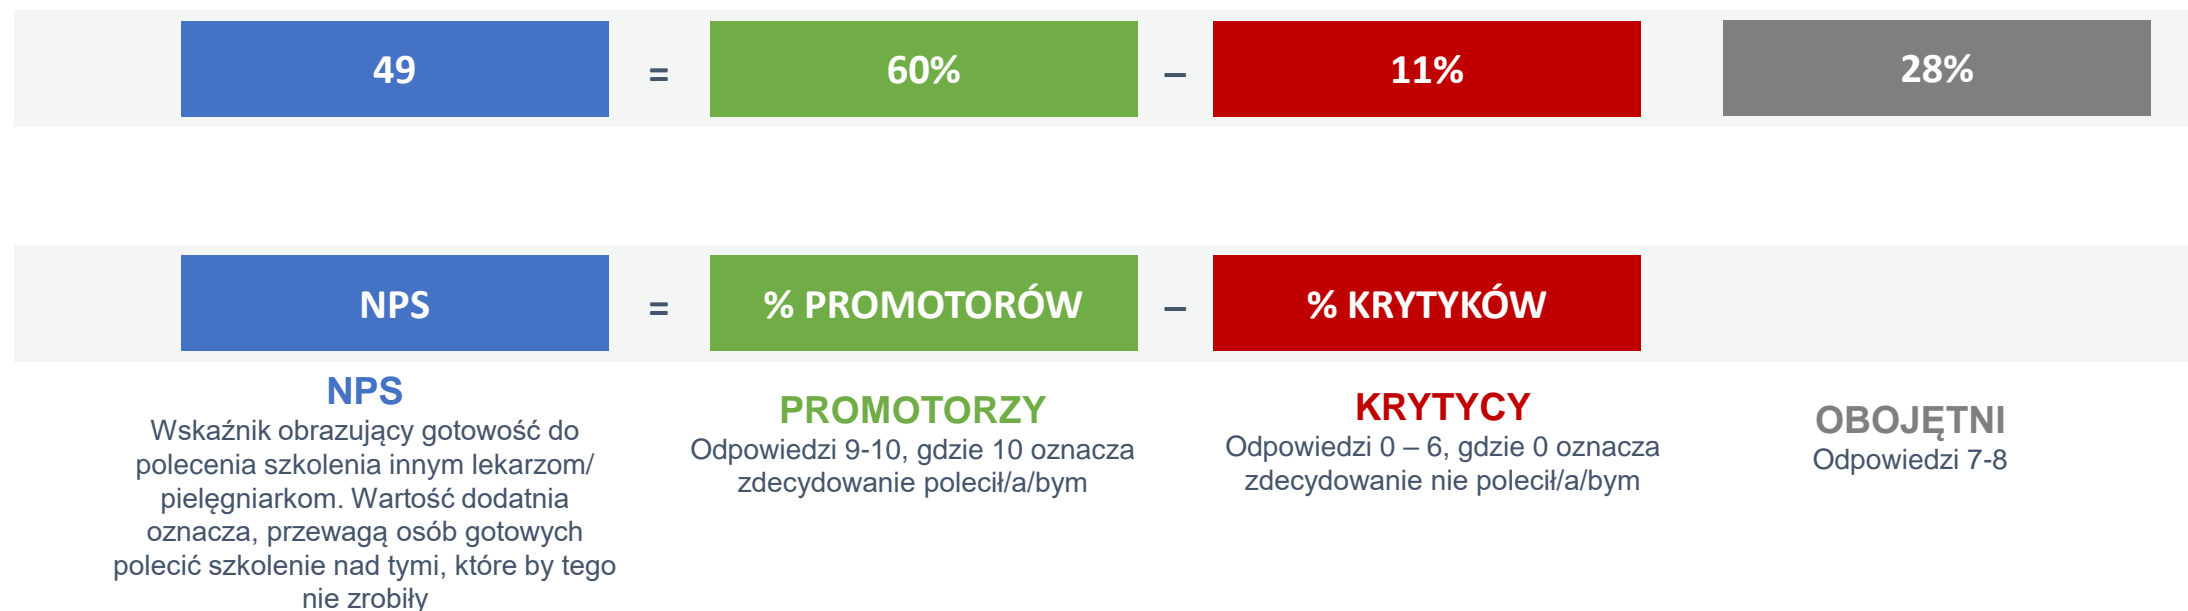 49 = 60% – 11% 28%
NPS = % PROMOTORÓW – % KRYTYKÓW
NPS
Wskaźnik obrazujący gotowość do
polecenia szkolenia innym lekarzom/
pielęgniarkom. Wartość dodatnia
oznacza, przewagą osób gotowych
polecić szkolenie nad tymi, które by tego
nie zrobiły
PROMOTORZY
Odpowiedzi 9-10, gdzie 10 oznacza
zdecydowanie polecił/a/bym
KRYTYCY
Odpowiedzi 0 – 6, gdzie 0 oznacza
zdecydowanie nie polecił/a/bym
OBOJĘTNI
Odpowiedzi 7-8